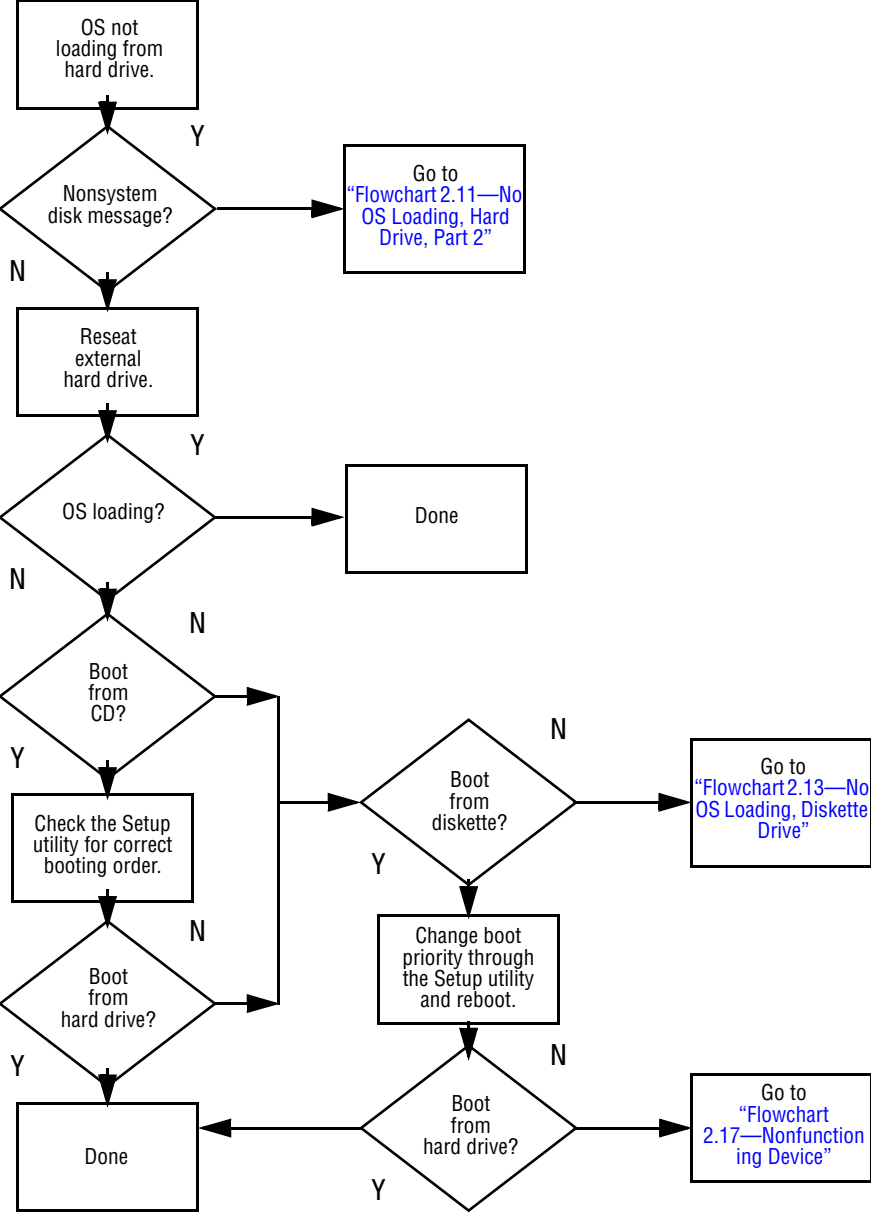 OS not
loading from
hard drive.
Y
Nonsystem
disk message?
Go to
“Flowchart 2.11—No
OS Loading, Hard
Drive, Part 2”
N
Reseat
external
hard drive.
Y
OS loading?
Done
N
N
Boot
from
CD?
Y
N
Boot
from
diskette?
Go to
“Flowchart 2.13—No
OS Loading, Diskette
Drive”
Check the Setup
utility for correct
booting order.
Y
N
Change boot
priority through
the Setup utility
and reboot.
Boot
from
hard drive?
Y
N
Boot
from
hard drive?
Go to
“Flowchart
2.17—Nonfunction
ing Device”
Done
Y